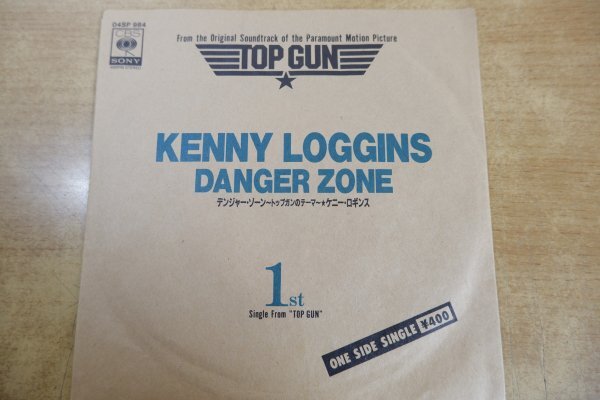 04SP 984
CBS
SONY
From the Original Soundtrack of the Paramount Motion Picture
TOP GUN
KENNY LOGGINS
DANGER ZONE
デンジャー・ゾーン〜トップガンのテーマ〜★ケニー・ロギンス
1st
Single From "TOP GUN"
ONE SIDE SINGLE ¥400